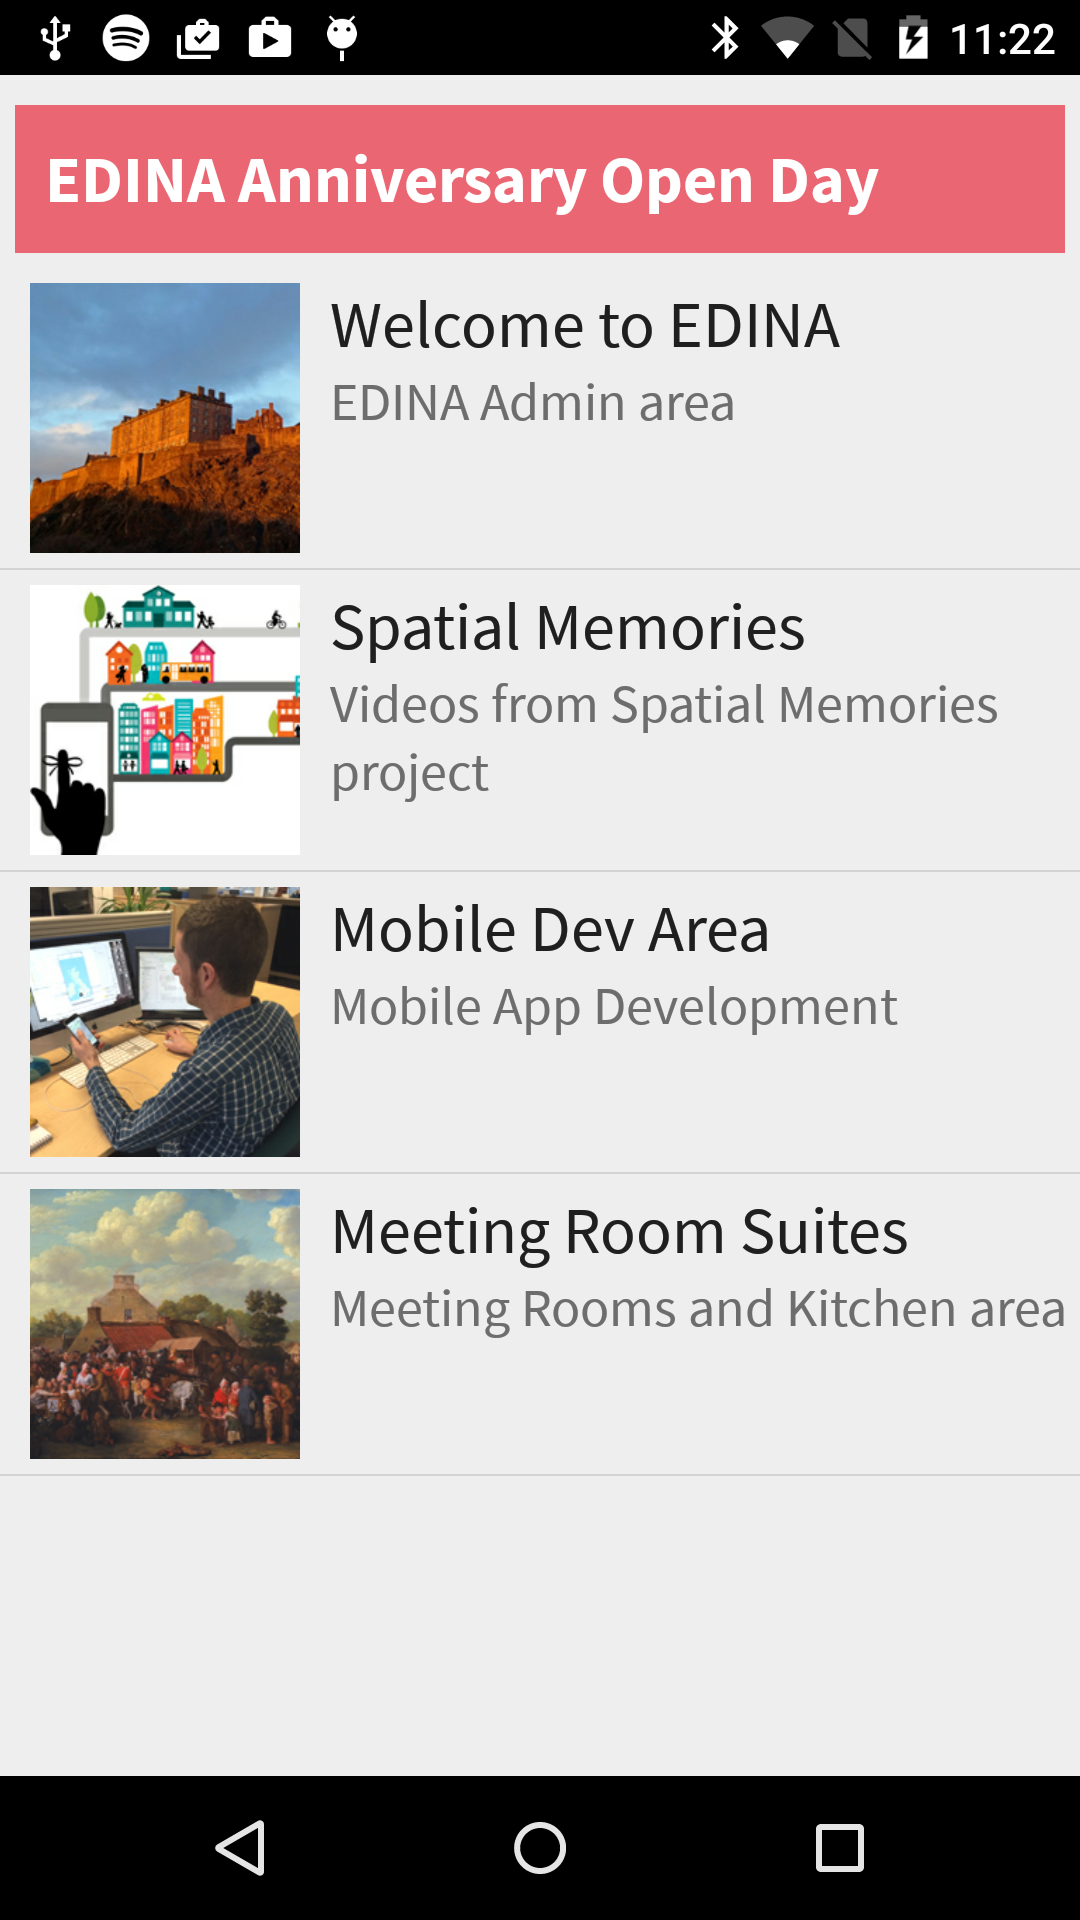 11:22
EDINA Anniversary Open Day
Welcome to EDINA
EDINA Admin area
Spatial Memories
Videos from Spatial Memories
project
Mobile Dev Area
Mobile App Development
Meeting Room Suites
Meeting Rooms and Kitchen area